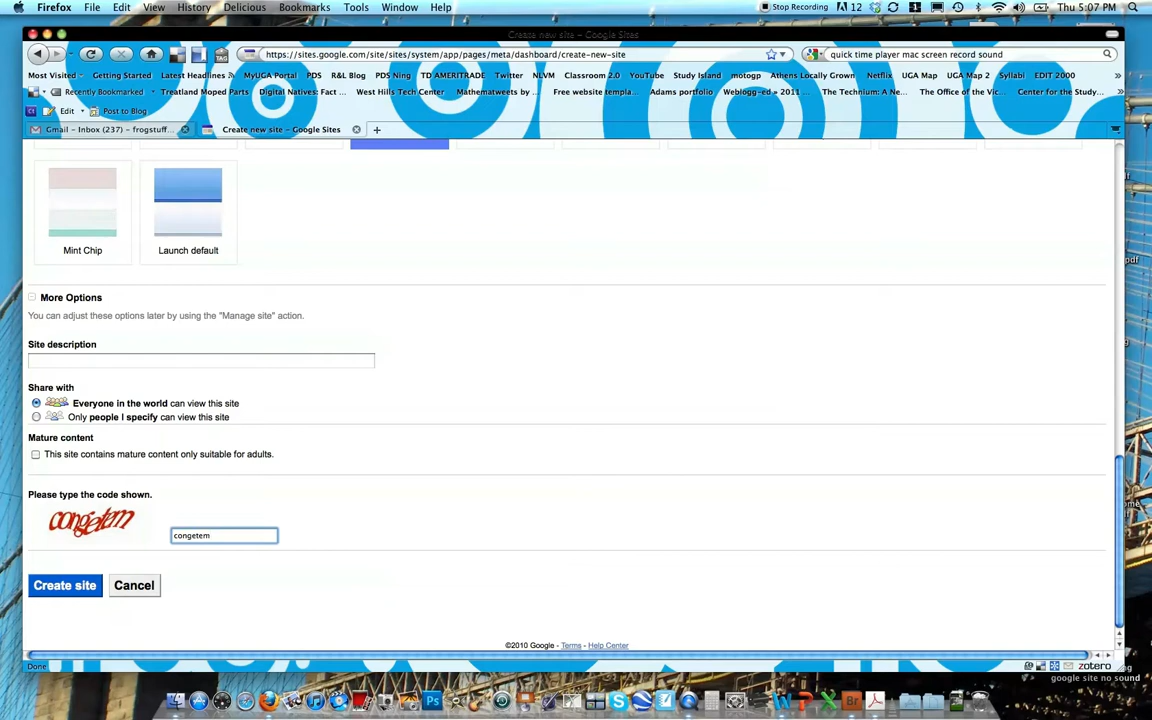 Firefox File Edit View History Delicious Bookmarks Tools Window Help Stop Recording 12 Thu 5:07 PM
Create new site – Google Sites
https://sites.google.com/site/sites/system/app/pages/meta/dashboard/create-new-site quick time player mac screen record sound
Most Visited Getting Started Latest Headlines MyUGA Portal PDS R&L Blog PDS Ning TD AMERITRADE Twitter NLVM Classroom 2.0 YouTube Study Island motogp Athens Locally Grown Netflix UGA Map UGA Map 2 Syllabi EDIT 2000
Recently Bookmarked Treatland Moped Parts Digital Natives: Fact ... West Hills Tech Center Mathematweets by ... Free website templa... Adams portfolio Weblogg-ed » 2011 ... The Technium: A Ne... The Office of the Vic... Center for the Study...
Edit Post to Blog
Gmail – Inbox (237) – frogstuff... Create new site – Google Sites
Mint Chip Launch default
More Options
You can adjust these options later by using the "Manage site" action.
Site description
Share with
Everyone in the world can view this site
Only people I specify can view this site
Mature content
This site contains mature content only suitable for adults.
Please type the code shown.
congetem
congetem
Create site Cancel
©2010 Google - Terms - Help Center
Done zotero
google site no sound